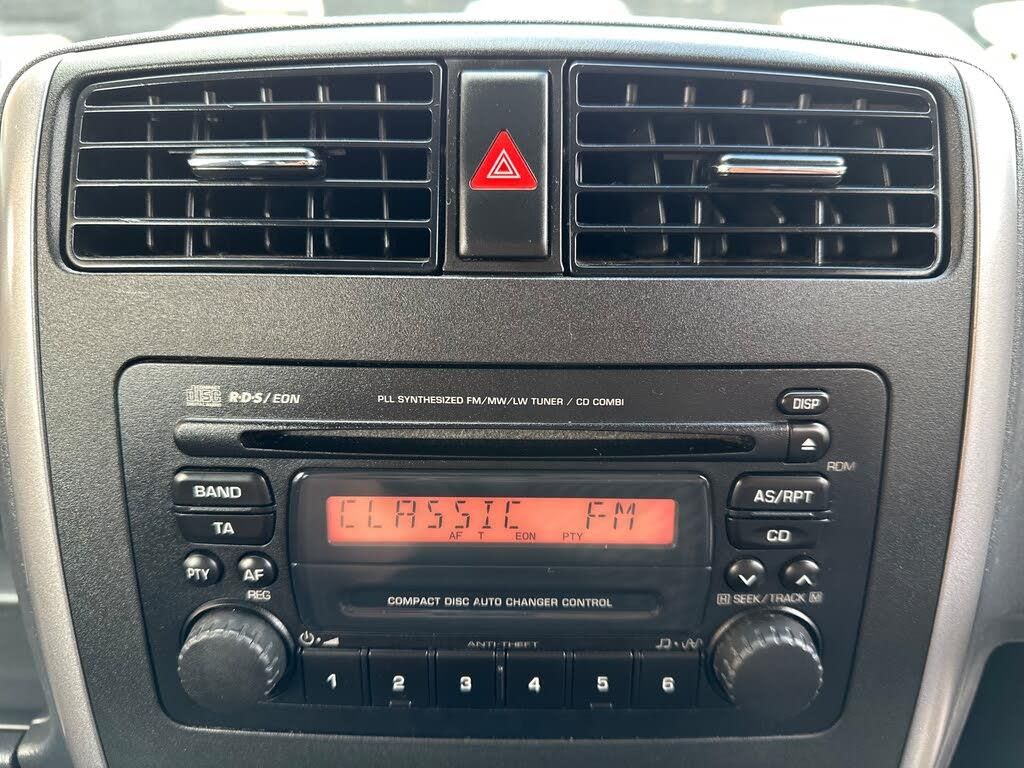 disc R·D·S/EON PLL SYNTHESIZED FM/MW/LW TUNER / CD COMBI DISP
RDM
BAND AS/RPT
TA CD
CLASSIC FM
AF T EON PTY
PTY AF
REG
SEEK/TRACK
COMPACT DISC AUTO CHANGER CONTROL
ANTI-THEFT
1 2 3 4 5 6